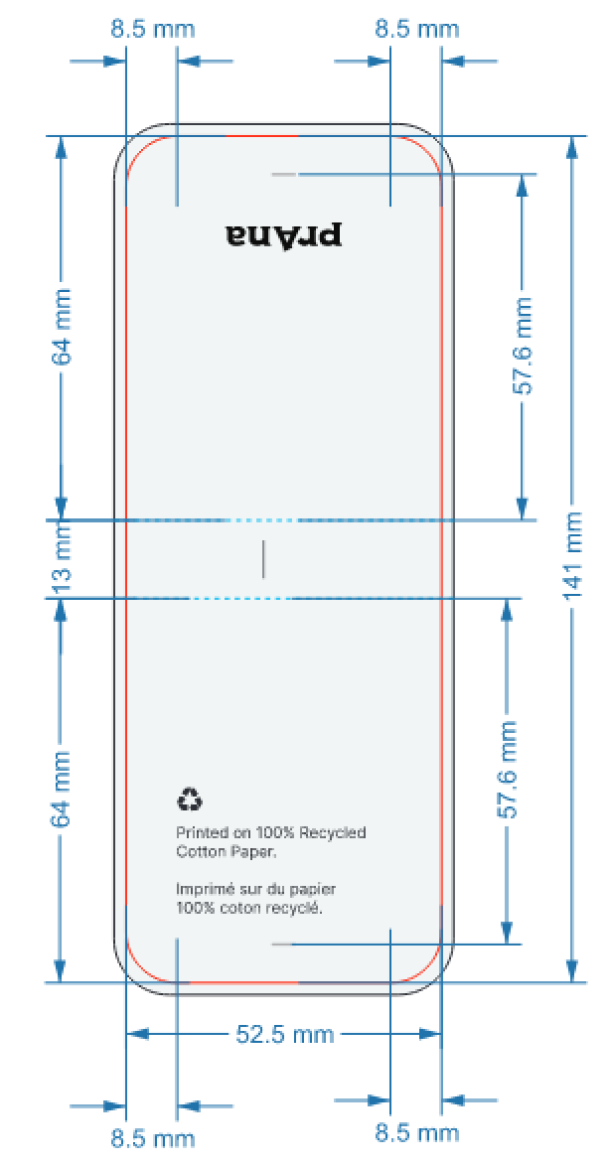 8.5 mm
8.5 mm
prAna
64 mm
57.6 mm
13 mm
141 mm
64 mm
57.6 mm
Printed on 100% Recycled
Cotton Paper.
Imprimé sur du papier
100% coton recyclé.
52.5 mm
8.5 mm
8.5 mm